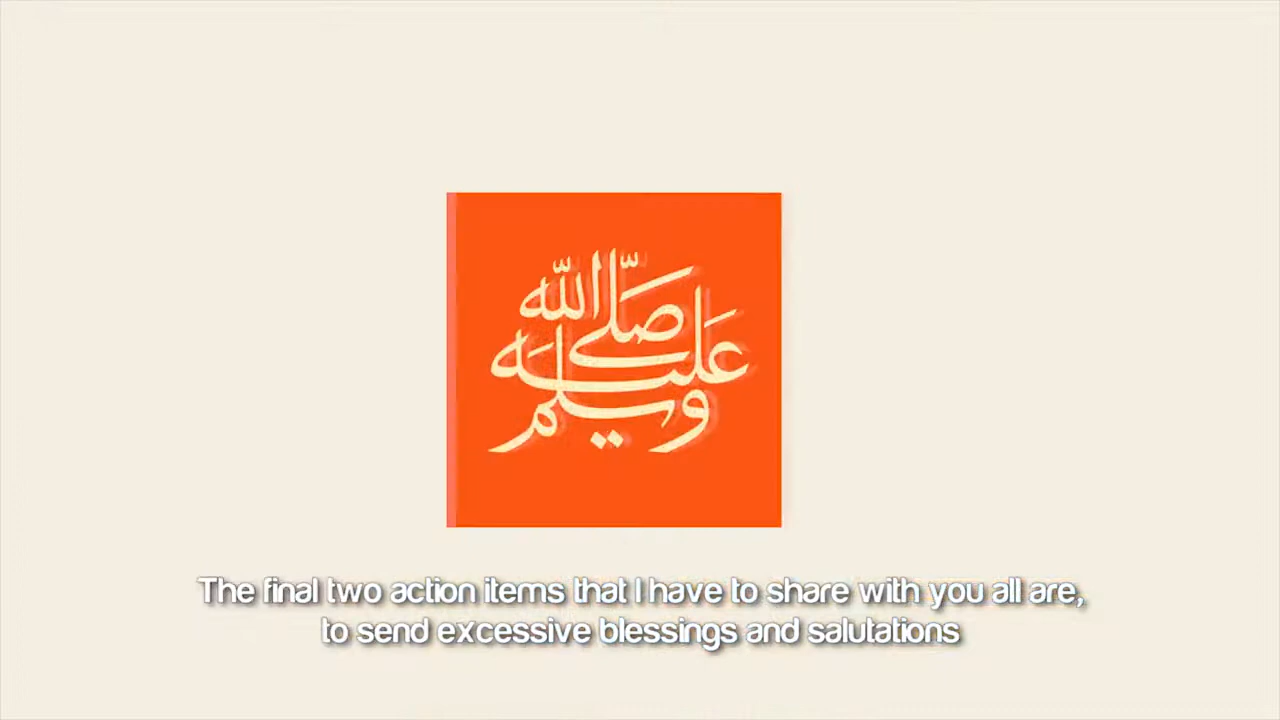 صلى الله
عليه
وسلم
The final two action items that I have to share with you all are,
to send excessive blessings and salutations